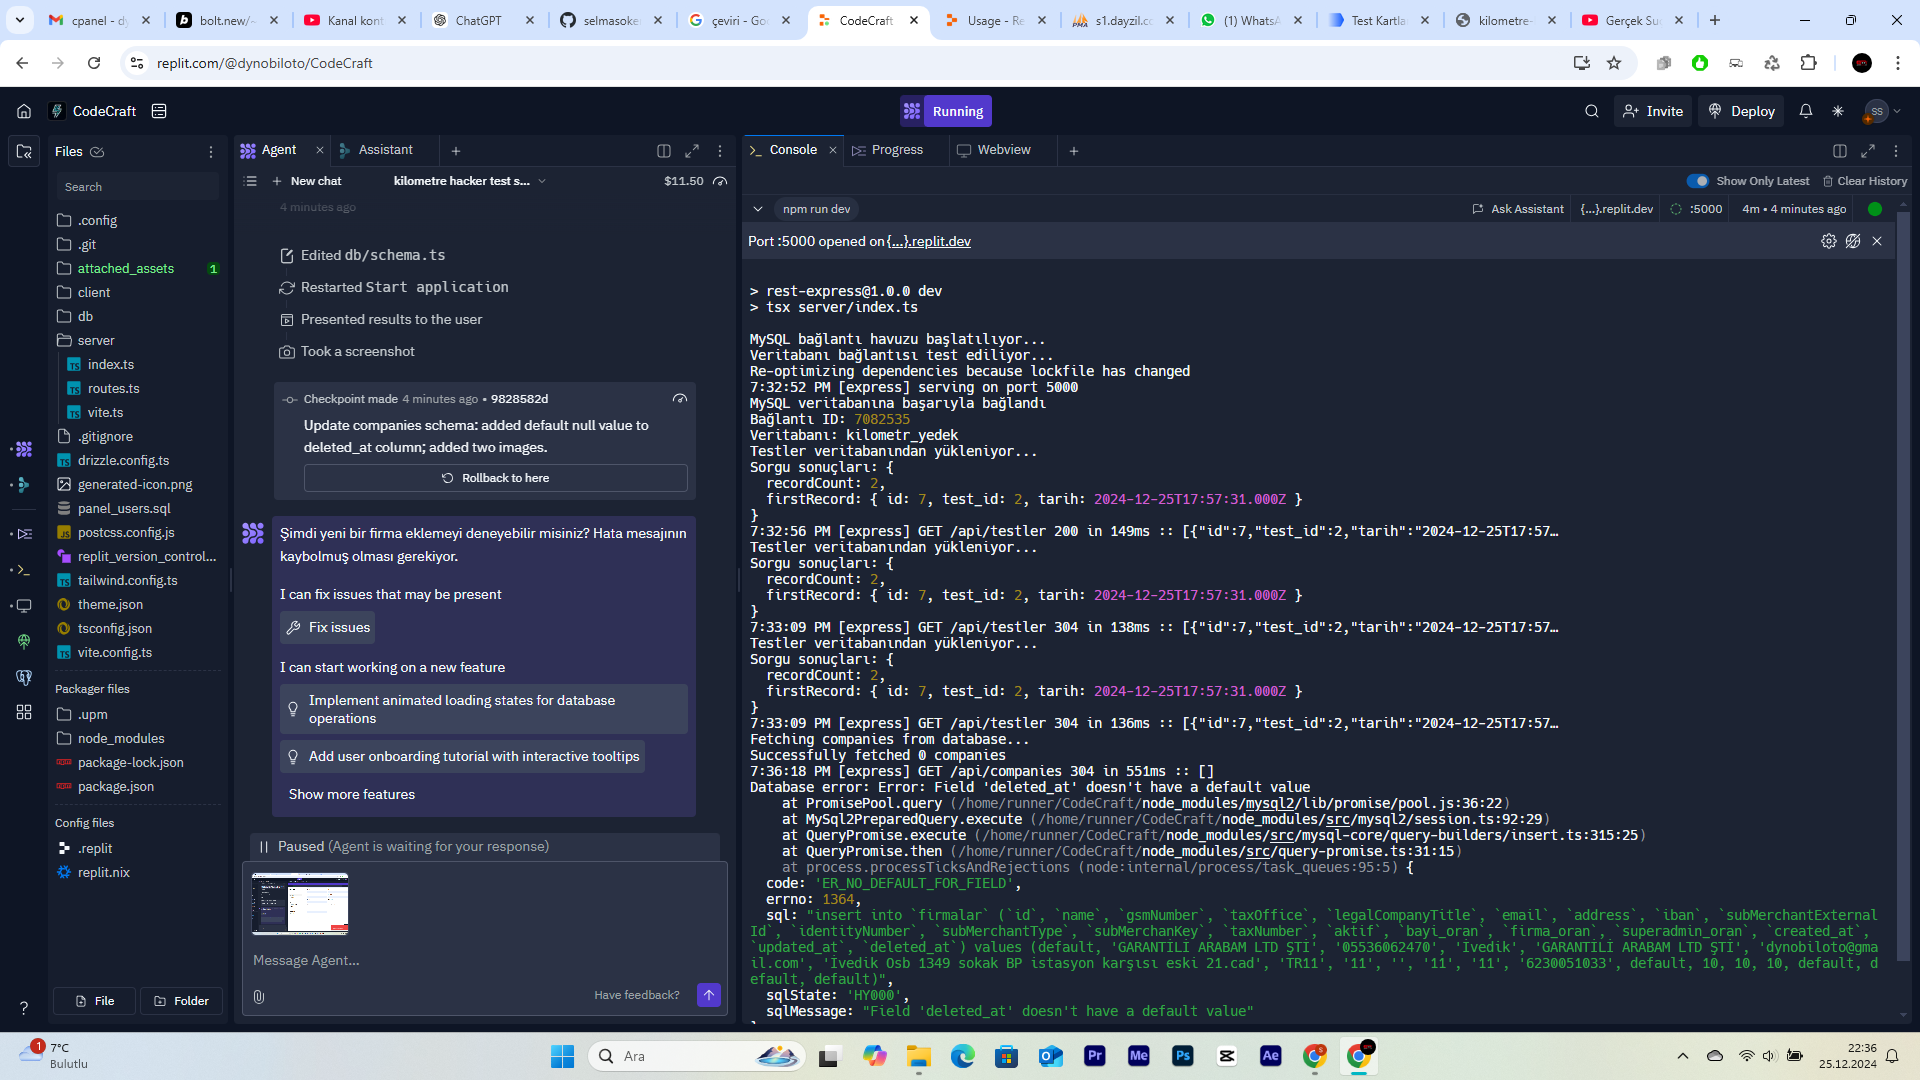 cpanel - dy
bolt.new/~
Kanal kont
ChatGPT
selmasoke
çeviri - Go
CodeCraft
Usage - Re
s1.dayzil.c
(1) WhatsA
Test Kartla
kilometre-
Gerçek Su
replit.com/@dynobiloto/CodeCraft
CodeCraft
Running
Invite
Deploy
SS
Files
Search
.config
.git
attached_assets 1
client
db
server
index.ts
routes.ts
vite.ts
.gitignore
drizzle.config.ts
generated-icon.png
panel_users.sql
postcss.config.js
replit_version_control...
tailwind.config.ts
theme.json
tsconfig.json
vite.config.ts
Packager files
.upm
node_modules
package-lock.json
package.json
Config files
.replit
replit.nix
File
Folder
Agent
Assistant
New chat
kilometre hacker test s...
$11.50
4 minutes ago
Edited db/schema.ts
Restarted Start application
Presented results to the user
Took a screenshot
Checkpoint made 4 minutes ago • 9828582d
Update companies schema: added default null value to
deleted_at column; added two images.
Rollback to here
Şimdi yeni bir firma eklemeyi deneyebilir misiniz? Hata mesajının
kaybolmuş olması gerekiyor.
I can fix issues that may be present
Fix issues
I can start working on a new feature
Implement animated loading states for database
operations
Add user onboarding tutorial with interactive tooltips
Show more features
Paused (Agent is waiting for your response)
Message Agent...
Have feedback?
Console
Progress
Webview
Show Only Latest
Clear History
npm run dev
Ask Assistant
{...}.replit.dev
:5000
4m • 4 minutes ago
Port :5000 opened on {...}.replit.dev
> rest-express@1.0.0 dev
> tsx server/index.ts
MySQL bağlantı havuzu başlatılıyor...
Veritabanı bağlantısı test ediliyor...
Re-optimizing dependencies because lockfile has changed
7:32:52 PM [express] serving on port 5000
MySQL veritabanına başarıyla bağlandı
Bağlantı ID: 7082535
Veritabanı: kilometr_yedek
Testler veritabanından yükleniyor...
Sorgu sonuçları: {
recordCount: 2,
firstRecord: { id: 7, test_id: 2, tarih: 2024-12-25T17:57:31.000Z }
}
7:32:56 PM [express] GET /api/testler 200 in 149ms :: [{"id":7,"test_id":2,"tarih":"2024-12-25T17:57…
Testler veritabanından yükleniyor...
Sorgu sonuçları: {
recordCount: 2,
firstRecord: { id: 7, test_id: 2, tarih: 2024-12-25T17:57:31.000Z }
}
7:33:09 PM [express] GET /api/testler 304 in 138ms :: [{"id":7,"test_id":2,"tarih":"2024-12-25T17:57…
Testler veritabanından yükleniyor...
Sorgu sonuçları: {
recordCount: 2,
firstRecord: { id: 7, test_id: 2, tarih: 2024-12-25T17:57:31.000Z }
}
7:33:09 PM [express] GET /api/testler 304 in 136ms :: [{"id":7,"test_id":2,"tarih":"2024-12-25T17:57…
Fetching companies from database...
Successfully fetched 0 companies
7:36:18 PM [express] GET /api/companies 304 in 551ms :: []
Database error: Error: Field 'deleted_at' doesn't have a default value
at PromisePool.query (/home/runner/CodeCraft/node_modules/mysql2/lib/promise/pool.js:36:22)
at MySql2PreparedQuery.execute (/home/runner/CodeCraft/node_modules/src/mysql2/session.ts:92:29)
at QueryPromise.execute (/home/runner/CodeCraft/node_modules/src/mysql-core/query-builders/insert.ts:315:25)
at QueryPromise.then (/home/runner/CodeCraft/node_modules/src/query-promise.ts:31:15)
at process.processTicksAndRejections (node:internal/process/task_queues:95:5) {
code: 'ER_NO_DEFAULT_FOR_FIELD',
errno: 1364,
sql: "insert into `firmalar` (`id`, `name`, `gsmNumber`, `taxOffice`, `legalCompanyTitle`, `email`, `address`, `iban`, `subMerchantExternal
Id`, `identityNumber`, `subMerchantType`, `subMerchanKey`, `taxNumber`, `aktif`, `bayi_oran`, `firma_oran`, `superadmin_oran`, `created_at`,
`updated_at`, `deleted_at`) values (default, 'GARANTİLİ ARABAM LTD ŞTİ', '05536062470', 'İvedik', 'GARANTİLİ ARABAM LTD ŞTİ', 'dynobiloto@gma
il.com', 'İvedik Osb 1349 sokak BP istasyon karşısı eski 21.cad', 'TR11', '11', '', '11', '11', '6230051033', default, 10, 10, 10, default, d
efault, default)",
sqlState: 'HY000',
sqlMessage: "Field 'deleted_at' doesn't have a default value"
1
7°C
Bulutlu
Ara
22:36
25.12.2024